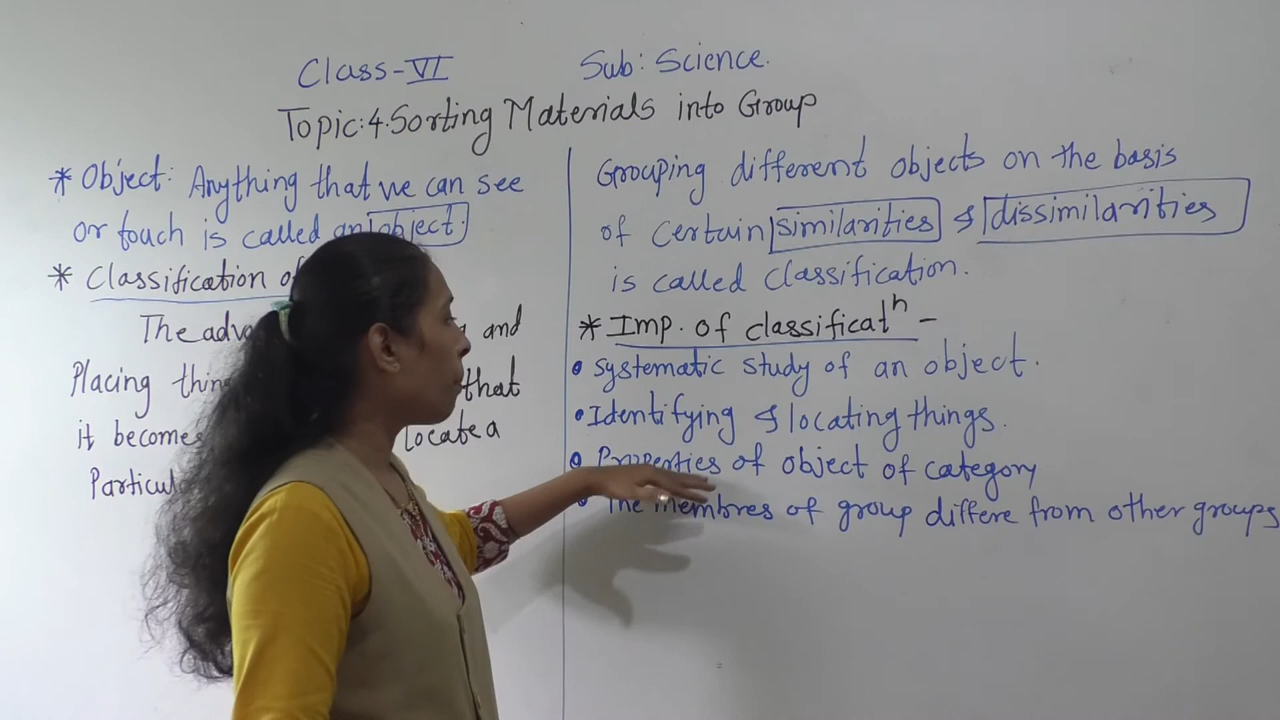 Class-VI Sub: Science.
Topic:4.Sorting Materials into Group
* Object: Anything that we can see
or touch is called an object.
* Classification of
The adva and
Placing thing that
it becomes locate a
Particul
Grouping different objects on the basis
of certain similarities & dissimilarities
is called classification.
* Imp. of classificatn -
• Systematic study of an object.
• Identifying & locating things.
• Properties of object of category
• The membres of group differe from other groups